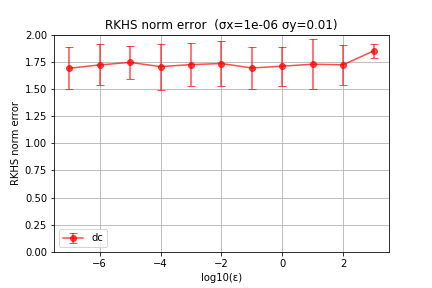 RKHS norm error (σx=1e-06 σy=0.01)
RKHS norm error
2.00
1.75
1.50
1.25
1.00
0.75
0.50
0.25
0.00
dc
−6 −4 −2 0 2
log10(ε)